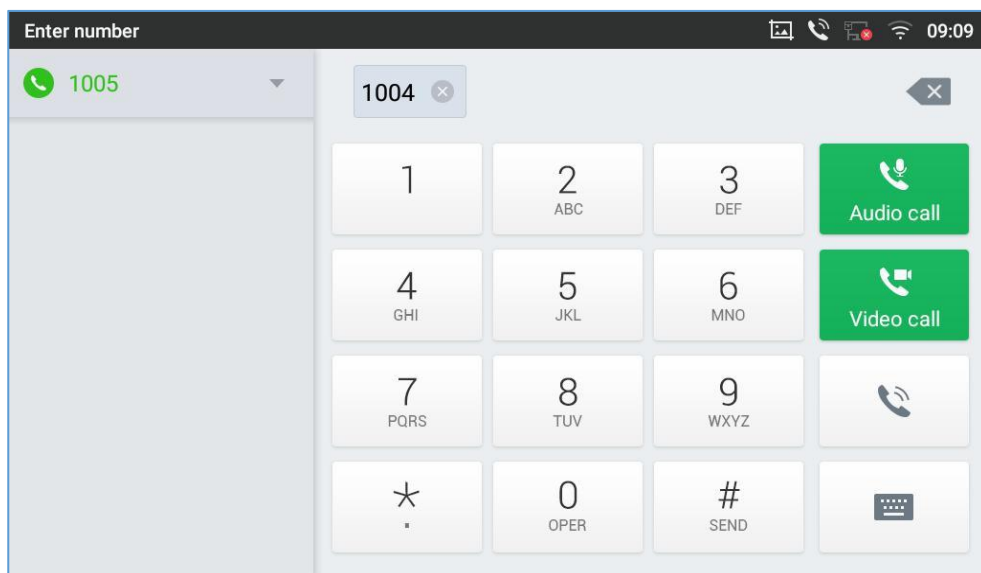 Enter number 09:09
1005
1004
1 2 3
ABC DEF
Audio call
4 5 6
GHI JKL MNO
Video call
7 8 9
PQRS TUV WXYZ
* 0 #
. OPER SEND